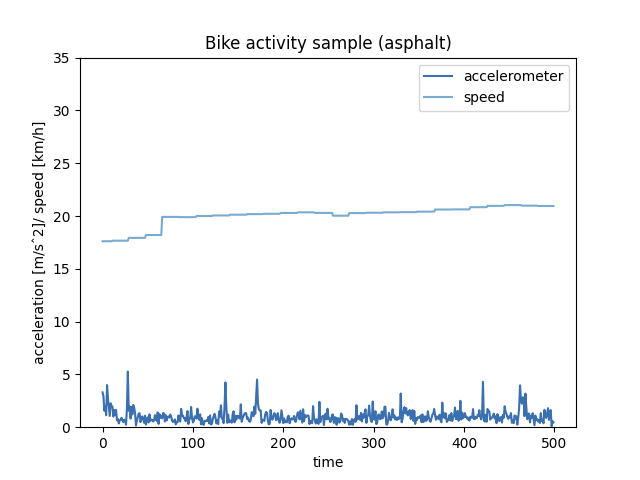 Bike activity sample (asphalt)
accelerometer
speed
acceleration [m/sˆ2]/ speed [km/h]
35
30
25
20
15
10
5
0
0 100 200 300 400 500
time